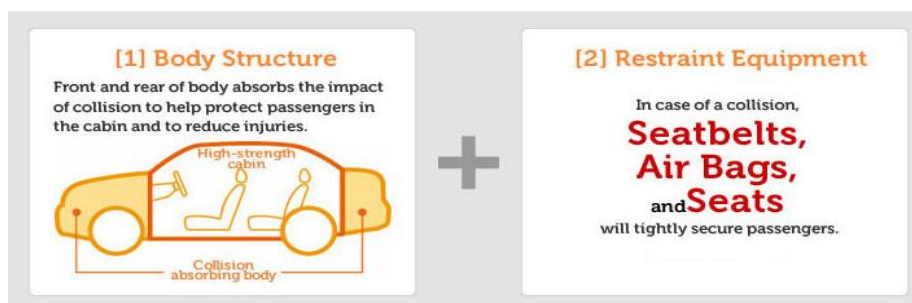 [1] Body Structure
Front and rear of body absorbs the impact
of collision to help protect passengers in
the cabin and to reduce injuries.
High-strength
cabin
Collision
absorbing body
+
[2] Restraint Equipment
In case of a collision,
Seatbelts,
Air Bags,
andSeats
will tightly secure passengers.